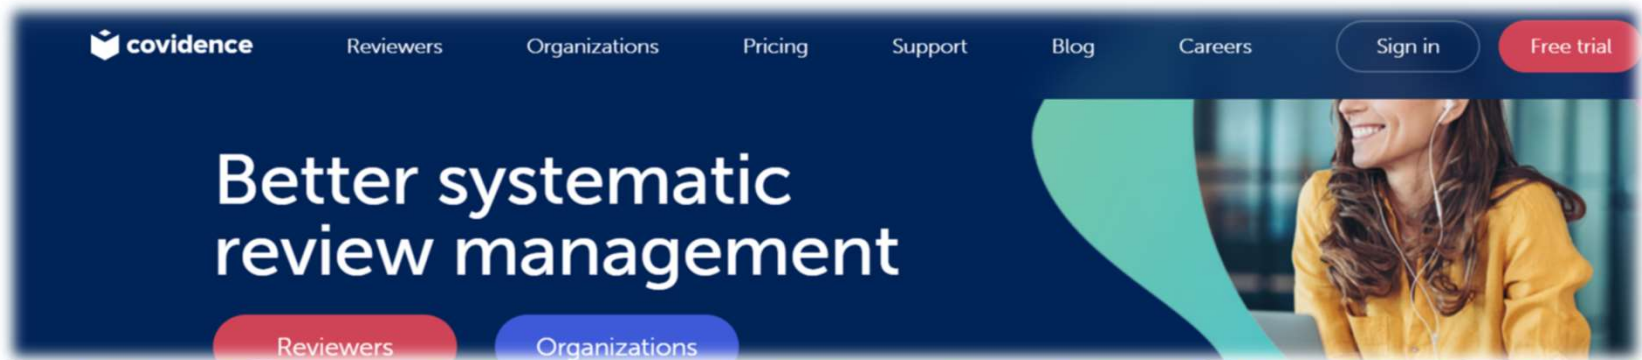 covidence
Reviewers
Organizations
Pricing
Support
Blog
Careers
Sign in
Free trial
Better systematic
review management
Reviewers
Organizations